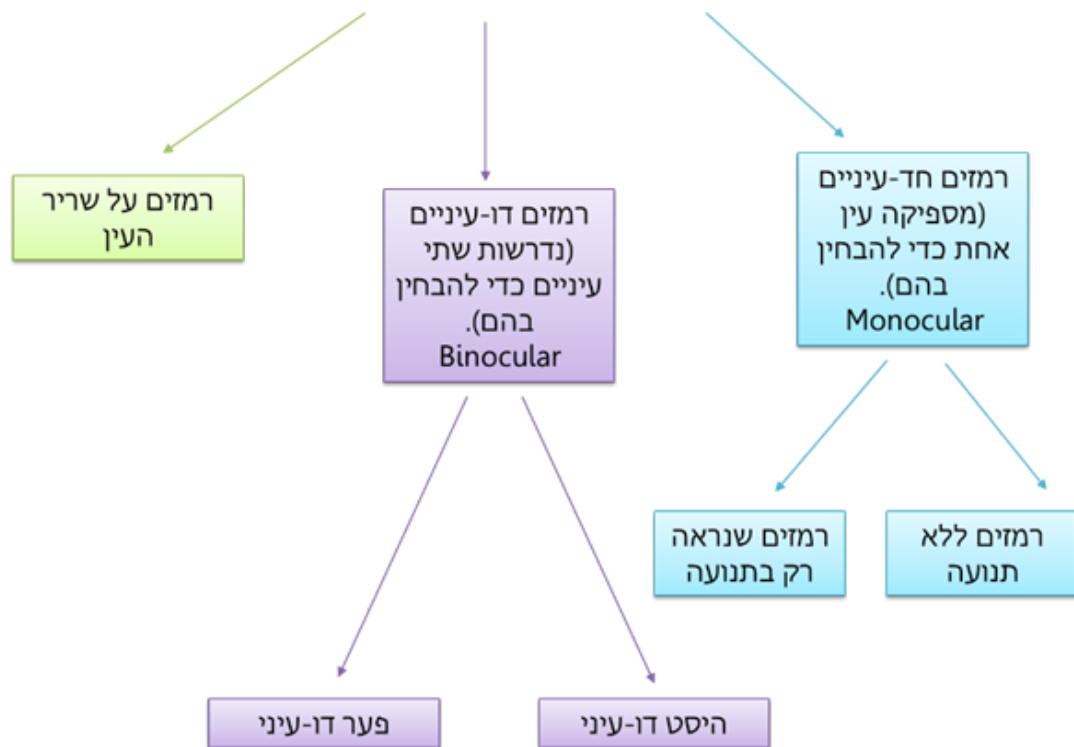 רמזים חד-עיניים
(מספיקה עין
אחת כדי להבחין
בהם).
Monocular
רמזים דו-עיניים
(נדרשות שתי
עיניים כדי להבחין
בהם).
Binocular
רמזים על שריר
העין
רמזים ללא
תנועה
רמזים שנראה
רק בתנועה
היסט דו-עיני
פער דו-עיני